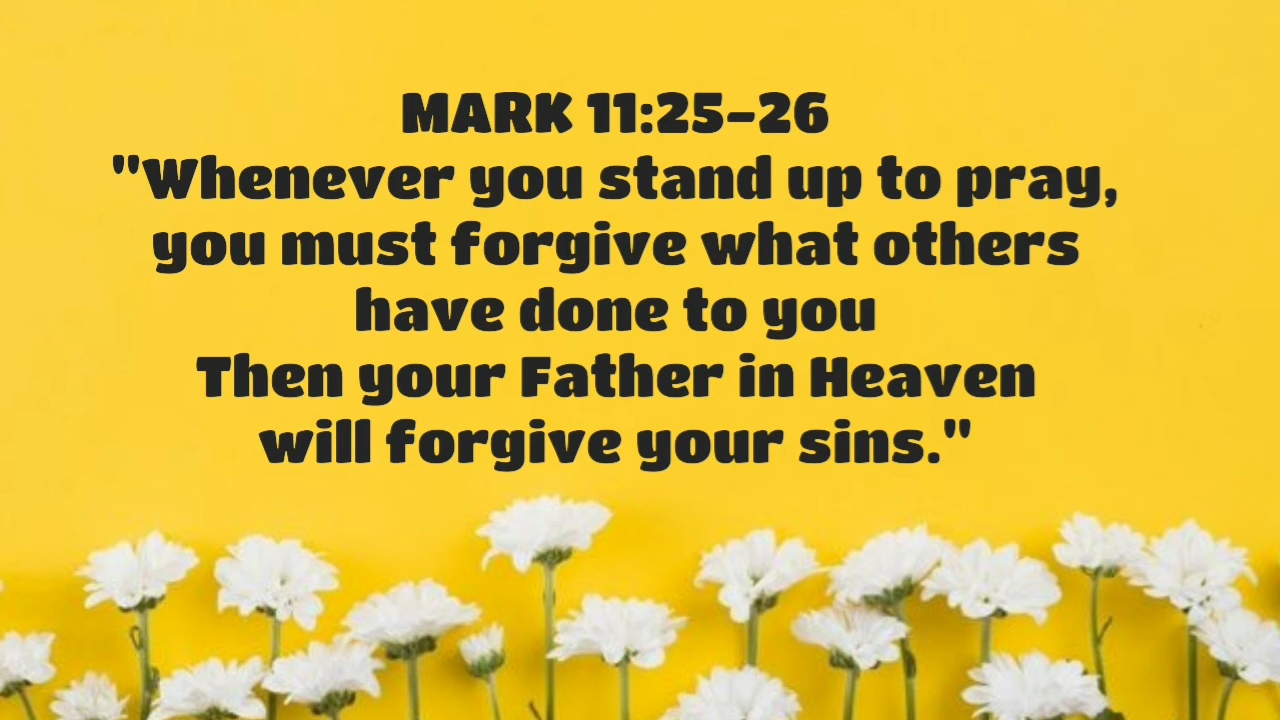 MARK 11:25-26
"Whenever you stand up to pray,
you must forgive what others
have done to you
Then your Father in Heaven
will forgive your sins."